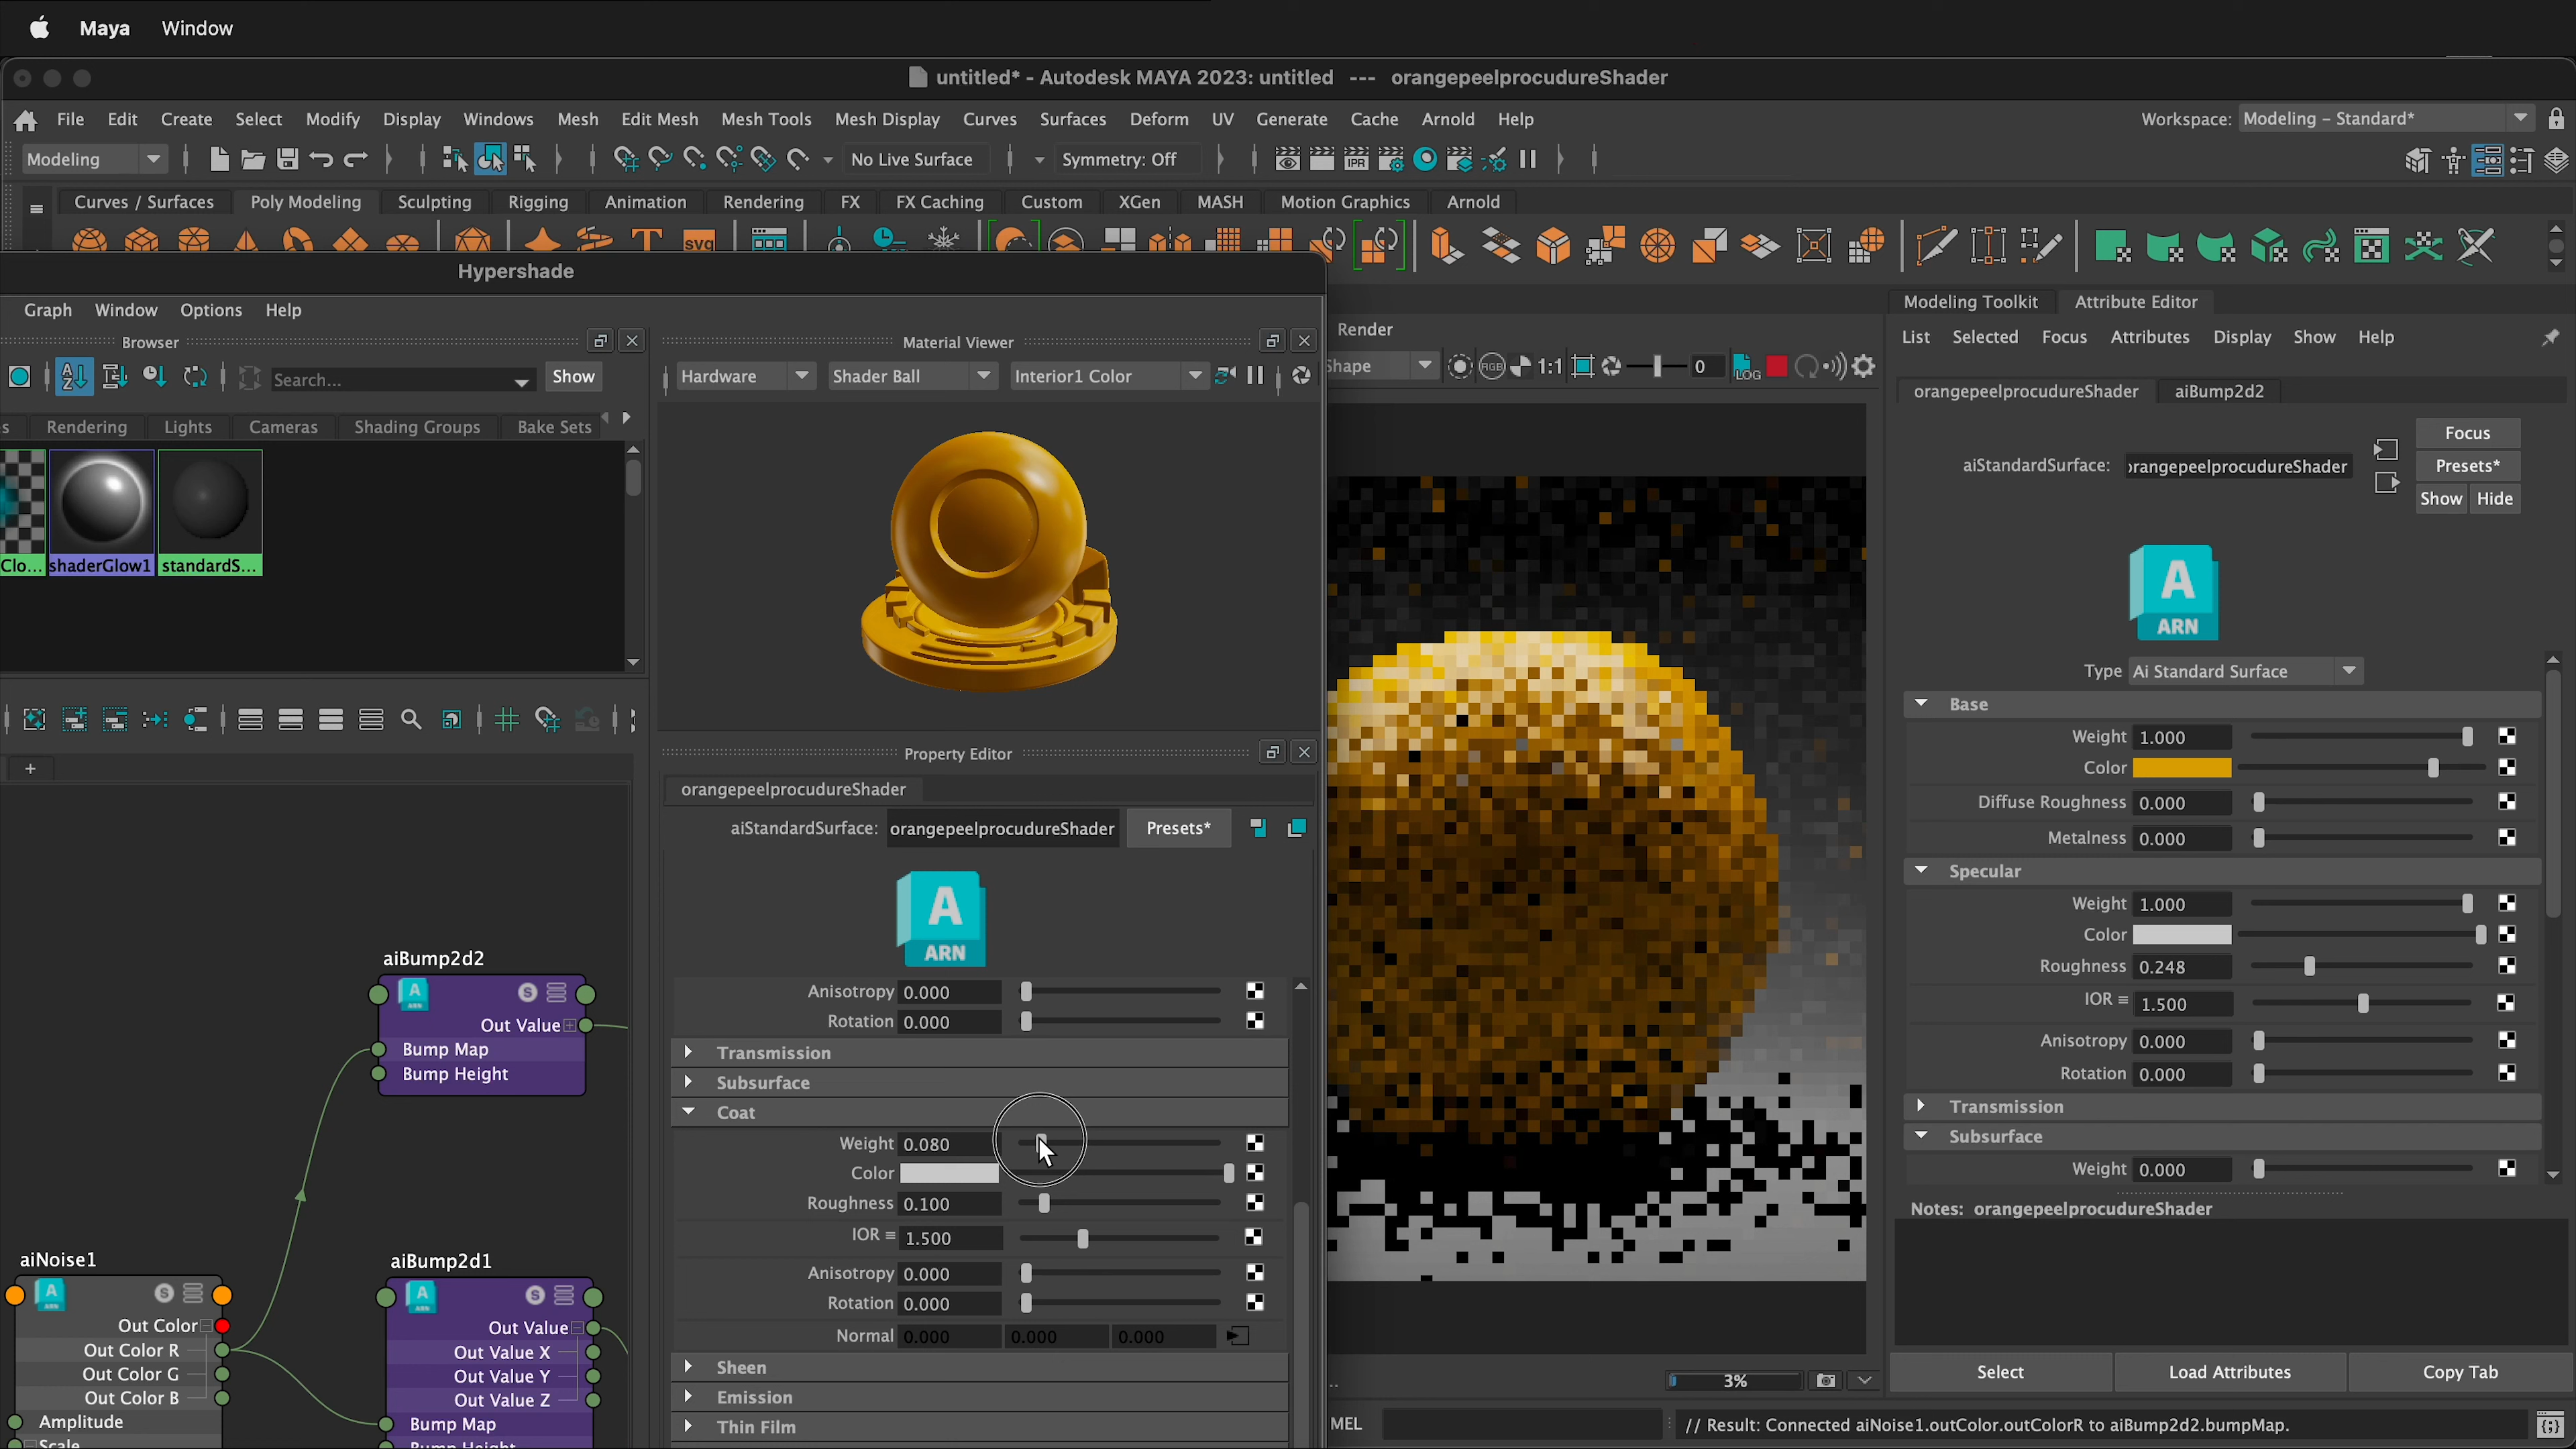 Maya Window
untitled* - Autodesk MAYA 2023: untitled --- orangepeelprocudureShader
File Edit Create Select Modify Display Windows Mesh Edit Mesh Mesh Tools Mesh Display Curves Surfaces Deform UV Generate Cache Arnold Help
Workspace: Modeling - Standard*
Modeling No Live Surface Symmetry: Off IPR
Curves / Surfaces Poly Modeling Sculpting Rigging Animation Rendering FX FX Caching Custom XGen MASH Motion Graphics Arnold
T svg
Hypershade
Graph Window Options Help
Browser
Search... Show
Rendering Lights Cameras Shading Groups Bake Sets
Clo... shaderGlow1 standardS...
+
Material Viewer
Hardware Shader Ball Interior1 Color
Property Editor
orangepeelprocudureShader
aiStandardSurface: orangepeelprocudureShader Presets*
A
ARN
Anisotropy 0.000
Rotation 0.000
Transmission
Subsurface
Coat
Weight 0.080
Color
Roughness 0.100
IOR 1.500
Anisotropy 0.000
Rotation 0.000
Normal 0.000 0.000 0.000
Sheen
Emission
Thin Film
aiBump2d2
A S
Out Value
Bump Map
Bump Height
aiNoise1
A S
Out Color
Out Color R
Out Color G
Out Color B
Amplitude
Scale
aiBump2d1
A S
Out Value
Out Value X
Out Value Y
Out Value Z
Bump Map
Bump Height
Render
Shape RGB 1:1 0 LOG
3%
MEL // Result: Connected aiNoise1.outColor.outColorR to aiBump2d2.bumpMap.
Modeling Toolkit Attribute Editor
List Selected Focus Attributes Display Show Help
orangepeelprocudureShader aiBump2d2
Focus
aiStandardSurface: orangepeelprocudureShader Presets*
Show Hide
A
ARN
Type Ai Standard Surface
Base
Weight 1.000
Color
Diffuse Roughness 0.000
Metalness 0.000
Specular
Weight 1.000
Color
Roughness 0.248
IOR 1.500
Anisotropy 0.000
Rotation 0.000
Transmission
Subsurface
Weight 0.000
Notes: orangepeelprocudureShader
Select Load Attributes Copy Tab